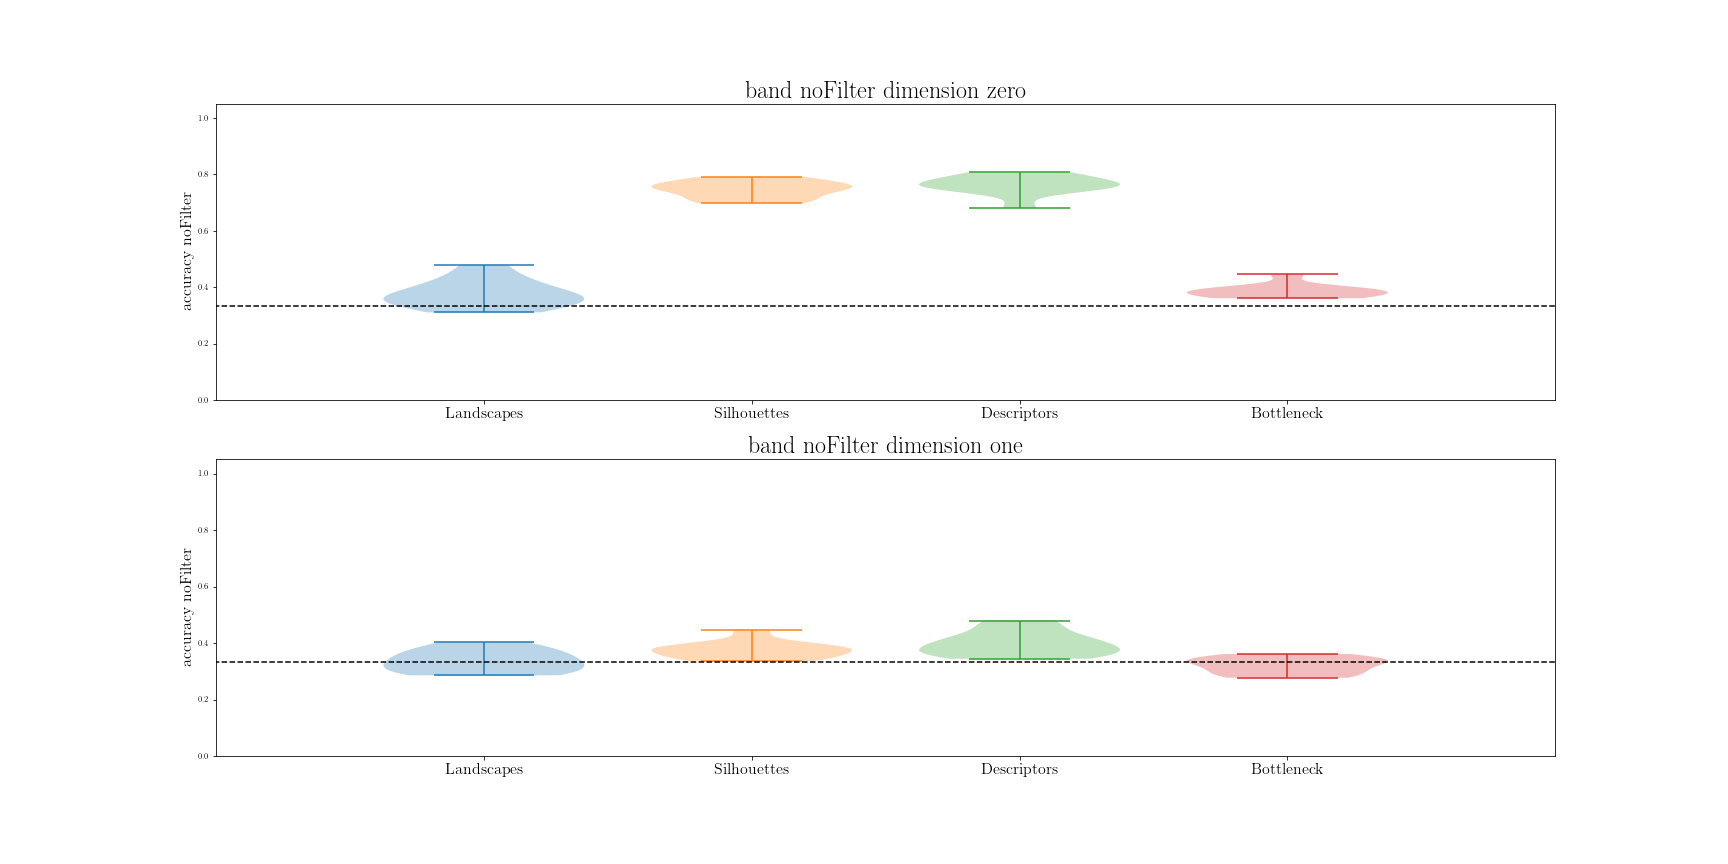 band noFilter dimension zero
accuracy noFilter
1.0
0.8
0.6
0.4
0.2
0.0
Landscapes Silhouettes Descriptors Bottleneck
band noFilter dimension one
accuracy noFilter
1.0
0.8
0.6
0.4
0.2
0.0
Landscapes Silhouettes Descriptors Bottleneck